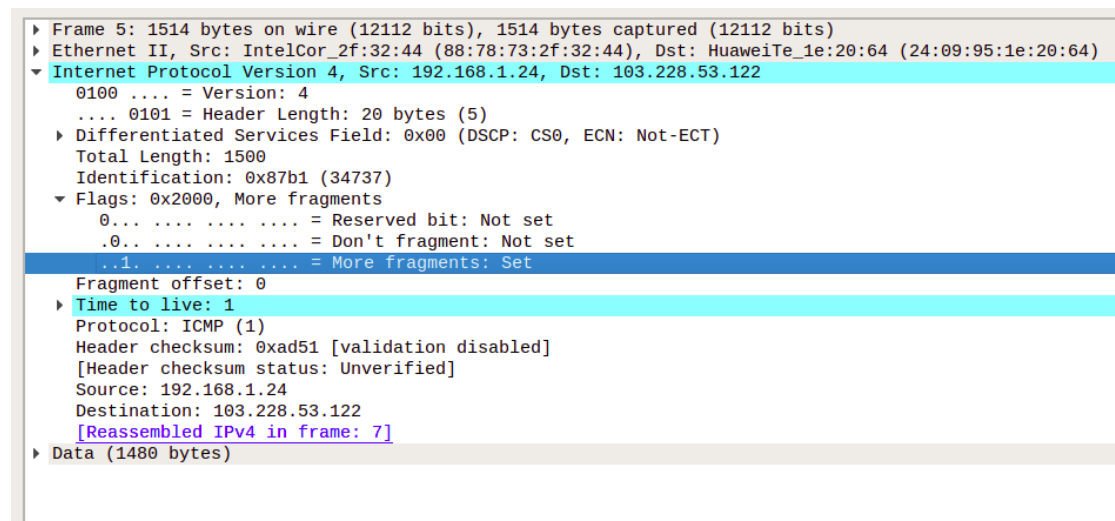 Frame 5: 1514 bytes on wire (12112 bits), 1514 bytes captured (12112 bits)
Ethernet II, Src: IntelCor_2f:32:44 (88:78:73:2f:32:44), Dst: HuaweiTe_1e:20:64 (24:09:95:1e:20:64)
Internet Protocol Version 4, Src: 192.168.1.24, Dst: 103.228.53.122
0100 .... = Version: 4
.... 0101 = Header Length: 20 bytes (5)
Differentiated Services Field: 0x00 (DSCP: CS0, ECN: Not-ECT)
Total Length: 1500
Identification: 0x87b1 (34737)
Flags: 0x2000, More fragments
0... .... .... .... = Reserved bit: Not set
.0.. .... .... .... = Don't fragment: Not set
..1. .... .... .... = More fragments: Set
Fragment offset: 0
Time to live: 1
Protocol: ICMP (1)
Header checksum: 0xad51 [validation disabled]
[Header checksum status: Unverified]
Source: 192.168.1.24
Destination: 103.228.53.122
[Reassembled IPv4 in frame: 7]
Data (1480 bytes)